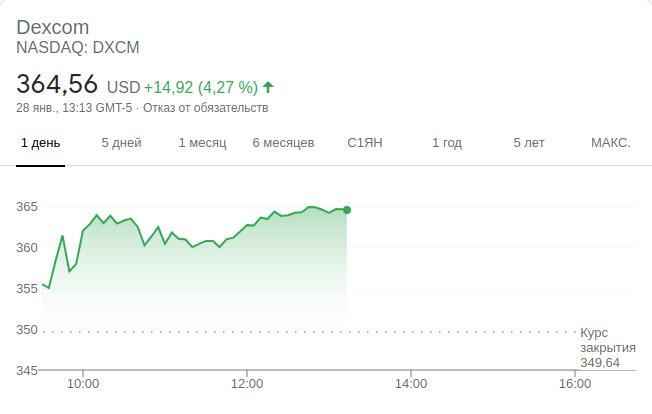 Dexcom
NASDAQ: DXCM
364,56 USD +14,92 (4,27 %)
28 янв., 13:13 GMT-5 · Отказ от обязательств
1 день 5 дней 1 месяц 6 месяцев С1ЯН 1 год 5 лет МАКС.
365
360
355
350
Курс
закрытия
349,64
345
10:00 12:00 14:00 16:00